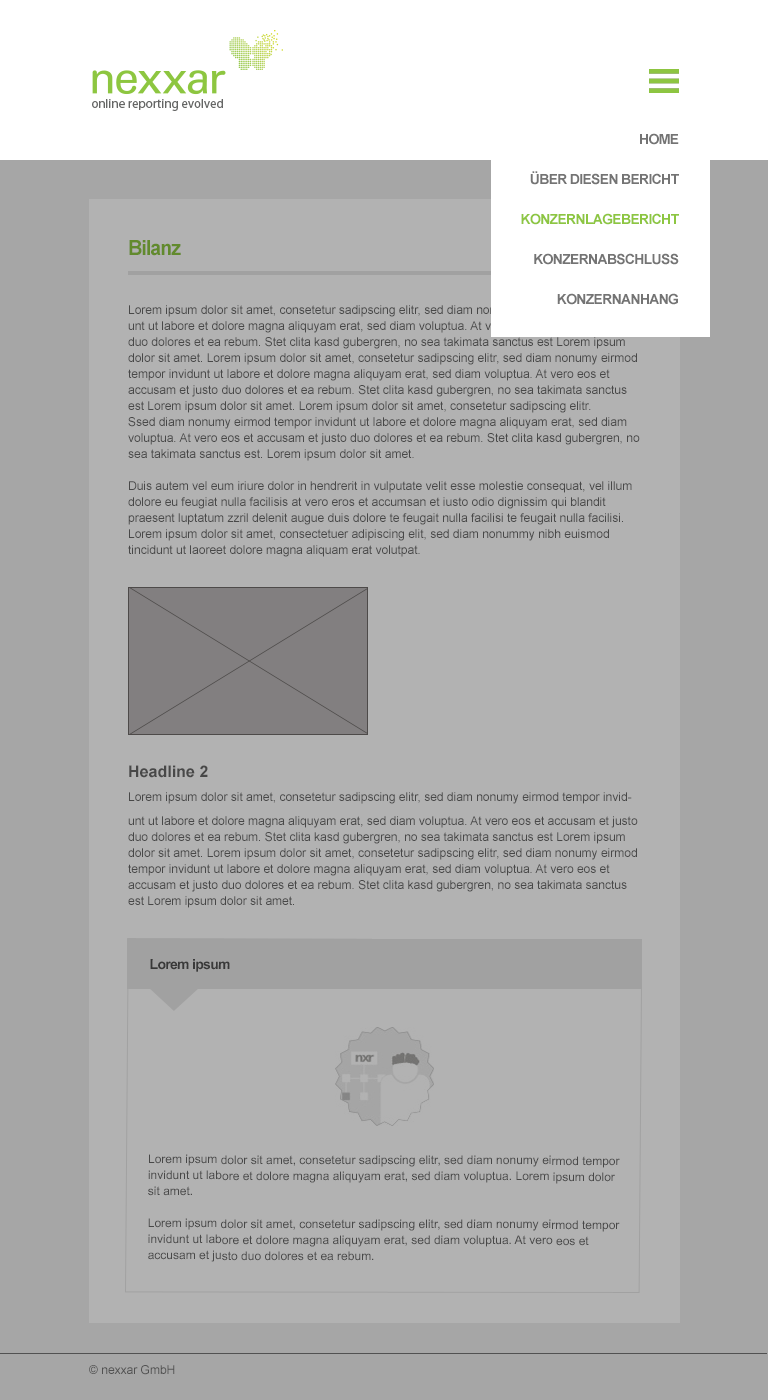 nexxar
online reporting evolved
HOME
ÜBER DIESEN BERICHT
KONZERNLAGEBERICHT
KONZERNABSCHLUSS
KONZERNANHANG
Bilanz
Lorem ipsum dolor sit amet, consetetur sadipscing elitr, sed diam
unt ut labore et dolore magna aliquyam erat, sed diam voluptua. At
duo dolores et ea rebum. Stet clita kasd gubergren, no sea takimata sanctus est Lorem ipsum
dolor sit amet. Lorem ipsum dolor sit amet, consetetur sadipscing elitr, sed diam nonumy eirmod
tempor invidunt ut labore et dolore magna aliquyam erat, sed diam voluptua. At vero eos et
accusam et justo duo dolores et ea rebum. Stet clita kasd gubergren, no sea takimata sanctus
est Lorem ipsum dolor sit amet. Lorem ipsum dolor sit amet, consetetur sadipscing elitr.
Ssed diam nonumy eirmod tempor invidunt ut labore et dolore magna aliquyam erat, sed diam
voluptua. At vero eos et accusam et justo duo dolores et ea rebum. Stet clita kasd gubergren, no
sea takimata sanctus est. Lorem ipsum dolor sit amet.
Duis autem vel eum iriure dolor in hendrerit in vulputate velit esse molestie consequat, vel illum
dolore eu feugiat nulla facilisis at vero eros et accumsan et iusto odio dignissim qui blandit
praesent luptatum zzril delenit augue duis dolore te feugait nulla facilisi te feugait nulla facilisi.
Lorem ipsum dolor sit amet, consectetuer adipiscing elit, sed diam nonummy nibh euismod
tincidunt ut laoreet dolore magna aliquam erat volutpat.
Headline 2
Lorem ipsum dolor sit amet, consetetur sadipscing elitr, sed diam nonumy eirmod tempor invid-
unt ut labore et dolore magna aliquyam erat, sed diam voluptua. At vero eos et accusam et justo
duo dolores et ea rebum. Stet clita kasd gubergren, no sea takimata sanctus est Lorem ipsum
dolor sit amet. Lorem ipsum dolor sit amet, consetetur sadipscing elitr, sed diam nonumy eirmod
tempor invidunt ut labore et dolore magna aliquyam erat, sed diam voluptua. At vero eos et
accusam et justo duo dolores et ea rebum. Stet clita kasd gubergren, no sea takimata sanctus
est Lorem ipsum dolor sit amet.
Lorem ipsum
nxr
Lorem ipsum dolor sit amet, consetetur sadipscing elitr, sed diam nonumy eirmod tempor
invidunt ut labore et dolore magna aliquyam erat, sed diam voluptua. Lorem ipsum dolor
sit amet.
Lorem ipsum dolor sit amet, consetetur sadipscing elitr, sed diam nonumy eirmod tempor
invidunt ut labore et dolore magna aliquyam erat, sed diam voluptua. At vero eos et
accusam et justo duo dolores et ea rebum.
© nexxar GmbH